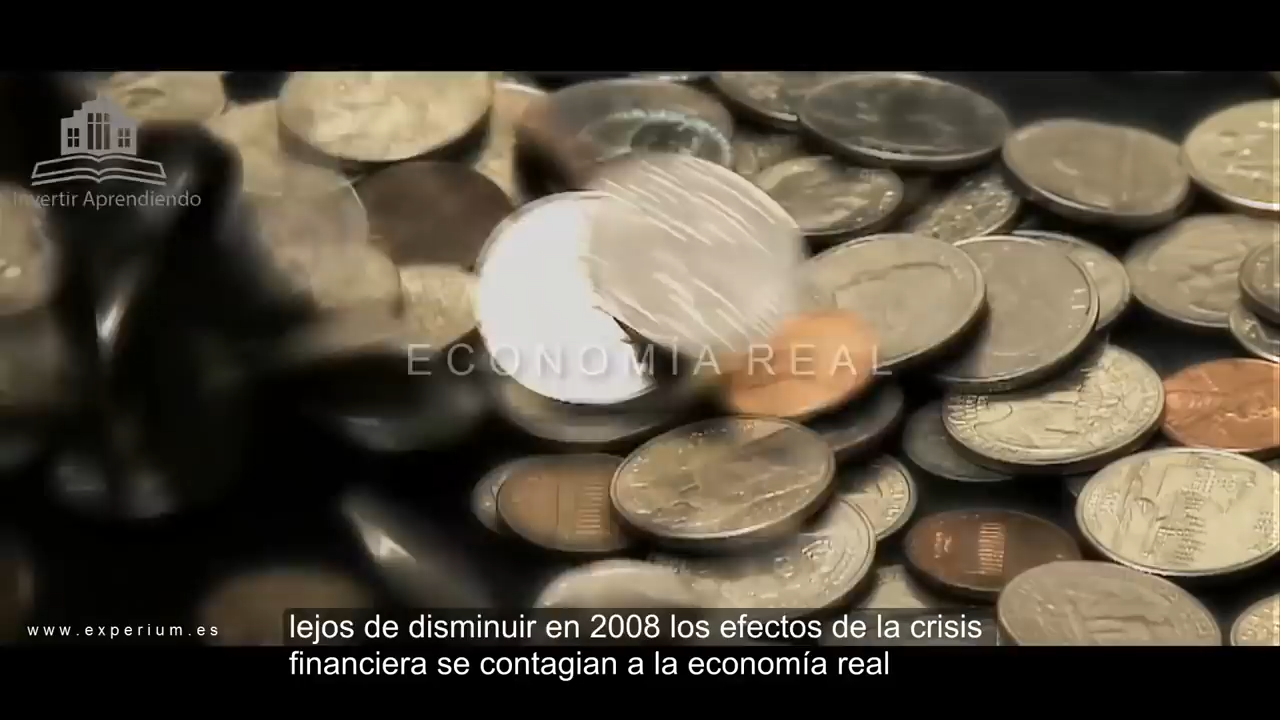 Invertir Aprendiendo
ECONOMÍA REAL
www.experium.es
lejos de disminuir en 2008 los efectos de la crisis
financiera se contagian a la economía real